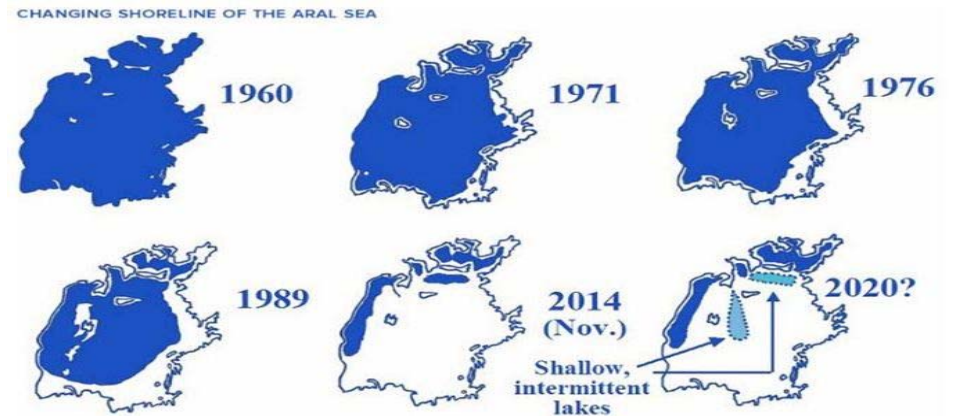 CHANGING SHORELINE OF THE ARAL SEA
1960
1971
1976
1989
2014
(Nov.)
2020?
Shallow,
intermittent
lakes